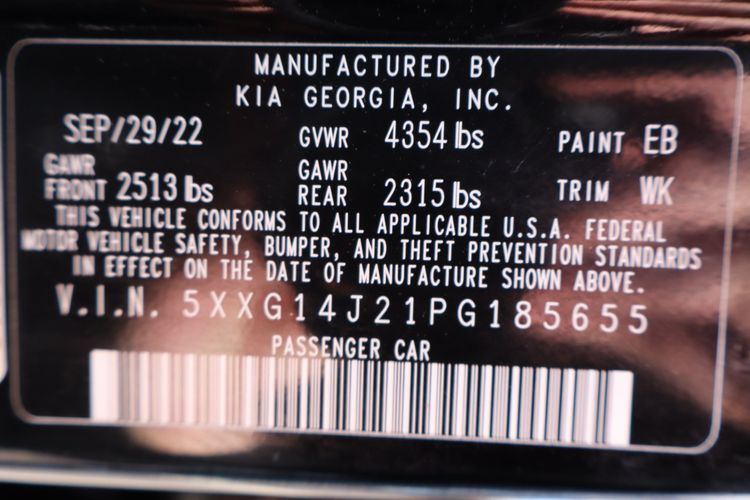 MANUFACTURED BY
KIA GEORGIA, INC.
SEP/29/22 GVWR 4354 lbs PAINT EB
GAWR FRONT 2513 lbs GAWR REAR 2315 lbs TRIM WK
THIS VEHICLE CONFORMS TO ALL APPLICABLE U.S.A. FEDERAL
MOTOR VEHICLE SAFETY, BUMPER, AND THEFT PREVENTION STANDARDS
IN EFFECT ON THE DATE OF MANUFACTURE SHOWN ABOVE.
V.I.N. 5XXG14J21PG185655
PASSENGER CAR